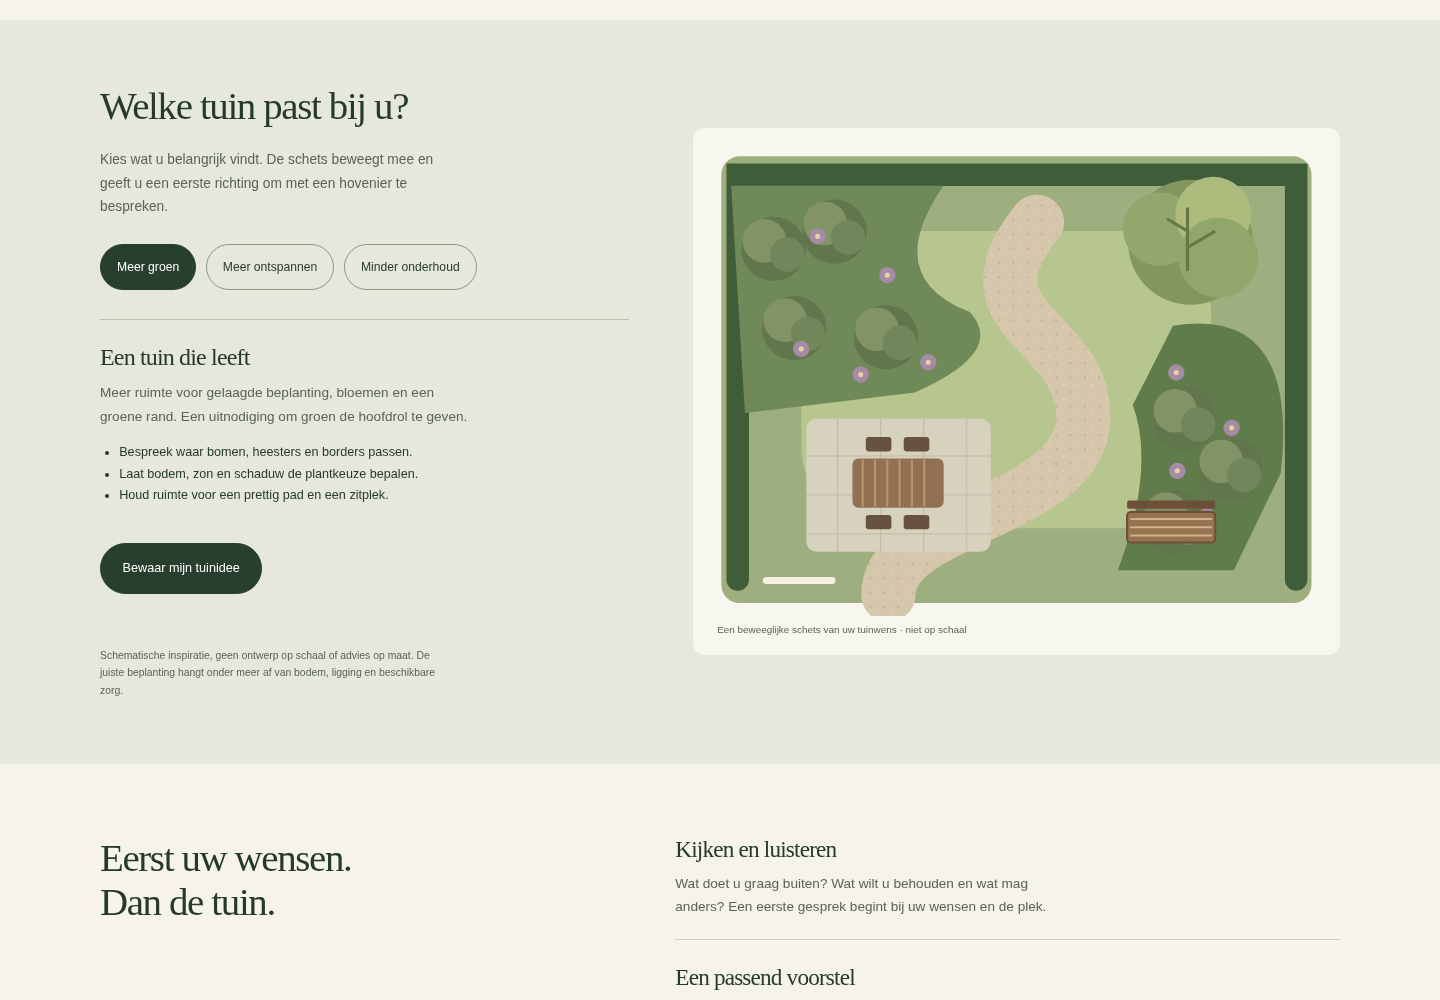 Welke tuin past bij u?
Kies wat u belangrijk vindt. De schets beweegt mee en
geeft u een eerste richting om met een hovenier te
bespreken.
Meer groen
Meer ontspannen
Minder onderhoud
Een tuin die leeft
Meer ruimte voor gelaagde beplanting, bloemen en een
groene rand. Een uitnodiging om groen de hoofdrol te geven.
• Bespreek waar bomen, heesters en borders passen.
• Laat bodem, zon en schaduw de plantkeuze bepalen.
• Houd ruimte voor een prettig pad en een zitplek.
Bewaar mijn tuinidee
Schematische inspiratie, geen ontwerp op schaal of advies op maat. De
juiste beplanting hangt onder meer af van bodem, ligging en beschikbare
zorg.
Een beweeglijke schets van uw tuinwens · niet op schaal
Eerst uw wensen.
Dan de tuin.
Kijken en luisteren
Wat doet u graag buiten? Wat wilt u behouden en wat mag
anders? Een eerste gesprek begint bij uw wensen en de plek.
Een passend voorstel